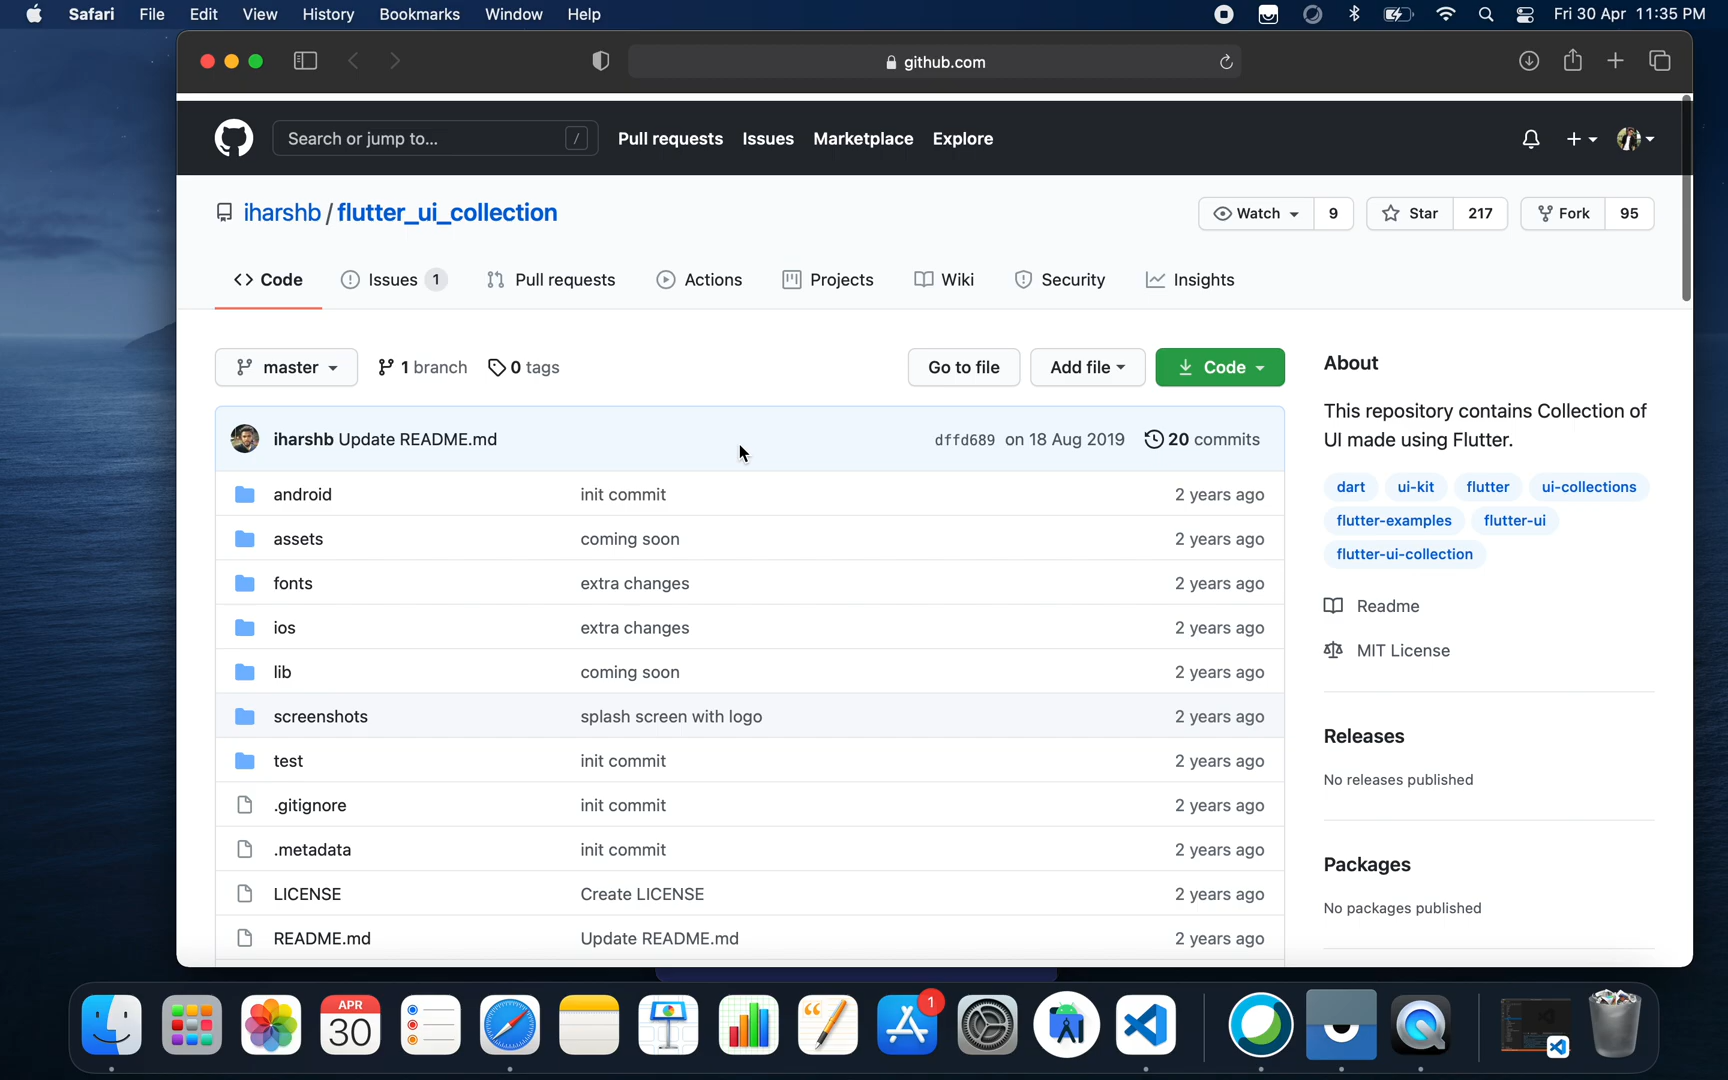 Safari File Edit View History Bookmarks Window Help Fri 30 Apr 11:35 PM
github.com
Search or jump to... / Pull requests Issues Marketplace Explore
iharshb / flutter_ui_collection Watch 9 Star 217 Fork 95
Code Issues 1 Pull requests Actions Projects Wiki Security Insights
master 1 branch 0 tags Go to file Add file Code
iharshb Update README.md dffd689 on 18 Aug 2019 20 commits
android init commit 2 years ago
assets coming soon 2 years ago
fonts extra changes 2 years ago
ios extra changes 2 years ago
lib coming soon 2 years ago
screenshots splash screen with logo 2 years ago
test init commit 2 years ago
.gitignore init commit 2 years ago
.metadata init commit 2 years ago
LICENSE Create LICENSE 2 years ago
README.md Update README.md 2 years ago
About
This repository contains Collection of
UI made using Flutter.
dart ui-kit flutter ui-collections
flutter-examples flutter-ui
flutter-ui-collection
Readme
MIT License
Releases
No releases published
Packages
No packages published
APR
30
1